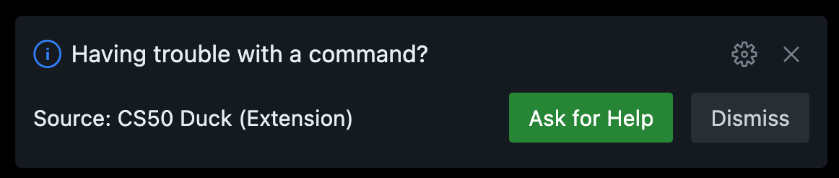 Having trouble with a command?
Source: CS50 Duck (Extension)
Ask for Help
Dismiss